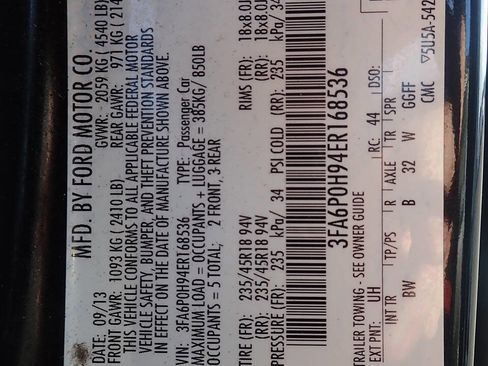 MFD. BY FORD MOTOR CO.
DATE: 09/13 GVWR: 2059 KG ( 4540 LB)
FRONT GAWR: 1093 KG ( 2410 LB) REAR GAWR: 971 KG ( 214
VEHICLE CONFORMS TO ALL APPLICABLE FEDERAL MOTOR
VEHICLE SAFETY, BUMPER, AND THEFT PREVENTION STANDARDS
IN EFFECT ON THE DATE OF MANUFACTURE SHOWN ABOVE.
VIN: 3FA6P0H94ER168536 TYPE: Passenger Car
MAXIMUM LOAD = OCCUPANTS + LUGGAGE = 385KG/ 850LB
OCCUPANTS = 5 TOTAL; 2 FRONT, 3 REAR
TIRE (FR): 235/45R18 94V RIMS (FR): 18x8.0J
(RR): 235/45R18 94V (RR): 18x8.0J
PRESSURE (FR): 235 kPa/ 34 PSI COLD (RR): 235 kPa/ 34
3FA6P0H94ER168536
TRAILER TOWING - SEE OWNER GUIDE
EXT PNT: UH RC: 44 DSO:
INT TR TP/PS R AXLE TR SPR
BW B 32 W GGFF
CMC ▽5U5A-542